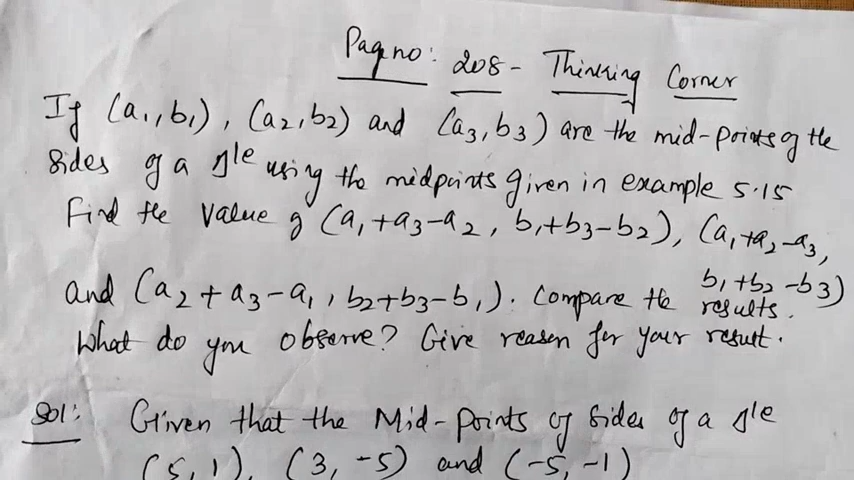 Page no: 208 - Thinking Corner
If (a₁, b₁), (a₂, b₂) and (a₃, b₃) are the mid-points of the
sides of a Δle using the midpoints given in example 5.15
Find the value of (a₁+a₃-a₂, b₁+b₃-b₂), (a₁+a₂-a₃,
b₁+b₂-b₃)
and (a₂+a₃-a₁, b₂+b₃-b₁). Compare the results.
What do you observe? Give reason for your result.
Sol: Given that the Mid-points of sides of a Δle
(5, 1), (3, -5) and (-5, -1)